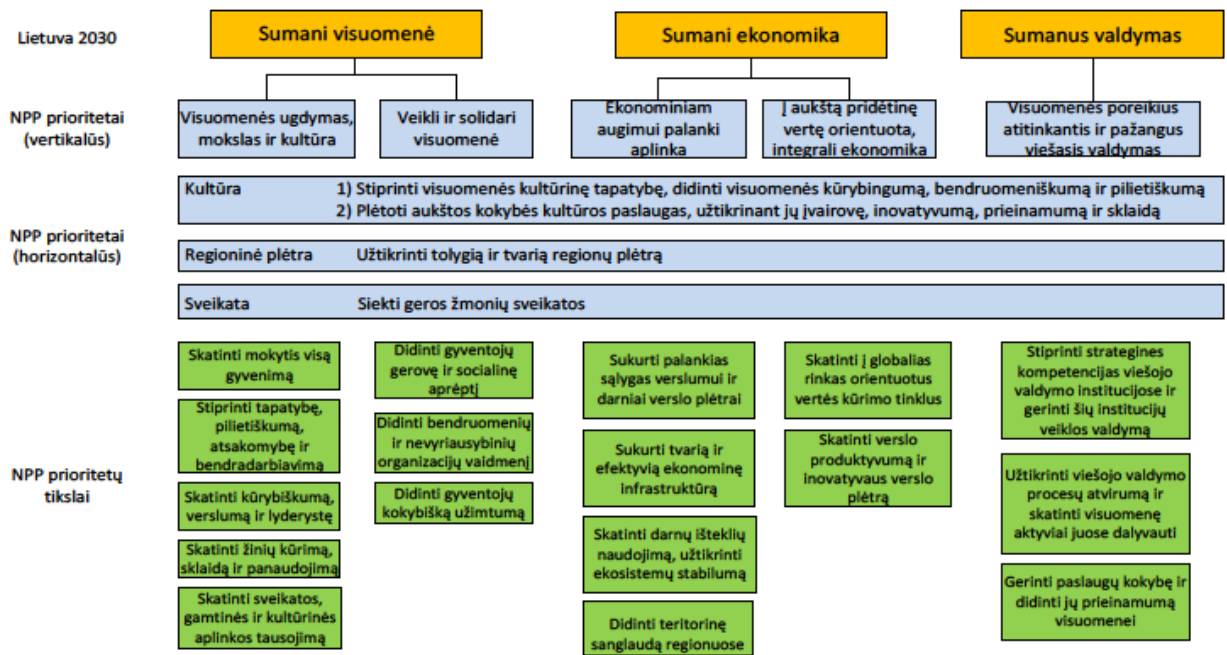 Lietuva 2030
Sumani visuomenė
Sumani ekonomika
Sumanus valdymas
NPP prioritetai
(vertikalūs)
Visuomenės ugdymas,
mokslas ir kultūra
Veikli ir solidari
visuomenė
Ekonominiam
augimui palanki
aplinka
Į aukštą pridėtinę
vertę orientuota,
integrali ekonomika
Visuomenės poreikius
atitinkantis ir pažangus
viešasis valdymas
NPP prioritetai
(horizontalūs)
Kultūra 1) Stiprinti visuomenės kultūrinę tapatybę, didinti visuomenės kūrybingumą, bendruomeniškumą ir pilietiškumą
2) Plėtoti aukštos kokybės kultūros paslaugas, užtikrinant jų įvairovę, inovatyvumą, prieinamumą ir sklaidą
Regioninė plėtra Užtikrinti tolygią ir tvarią regionų plėtrą
Sveikata Siekti geros žmonių sveikatos
NPP prioritetų
tikslai
Skatinti mokytis visą
gyvenimą
Stiprinti tapatybę,
pilietiškumą,
atsakomybę ir
bendradarbiavimą
Skatinti kūrybiškumą,
verslumą ir lyderystę
Skatinti žinių kūrimą,
sklaidą ir panaudojimą
Skatinti sveikatos,
gamtinės ir kultūrinės
aplinkos tausojimą
Didinti gyventojų
gerovę ir socialinę
aprėptį
Didinti bendruomenių
ir nevyriausybinių
organizacijų vaidmenį
Didinti gyventojų
kokybišką užimtumą
Sukurti palankias
sąlygas verslumui ir
darniai verslo plėtrai
Sukurti tvarią ir
efektyvią ekonominę
infrastruktūrą
Skatinti darnų išteklių
naudojimą, užtikrinti
ekosistemų stabilumą
Didinti teritorinę
sanglaudą regionuose
Skatinti į globalias
rinkas orientuotus
vertės kūrimo tinklus
Skatinti verslo
produktyvumą ir
inovatyvaus verslo
plėtrą
Stiprinti strategines
kompetencijas viešojo
valdymo institucijose ir
gerinti šių institucijų
veiklos valdymą
Užtikrinti viešojo valdymo
procesų atvirumą ir
skatinti visuomenę
aktyviai juose dalyvauti
Gerinti paslaugų kokybę ir
didinti jų prieinamumą
visuomenei